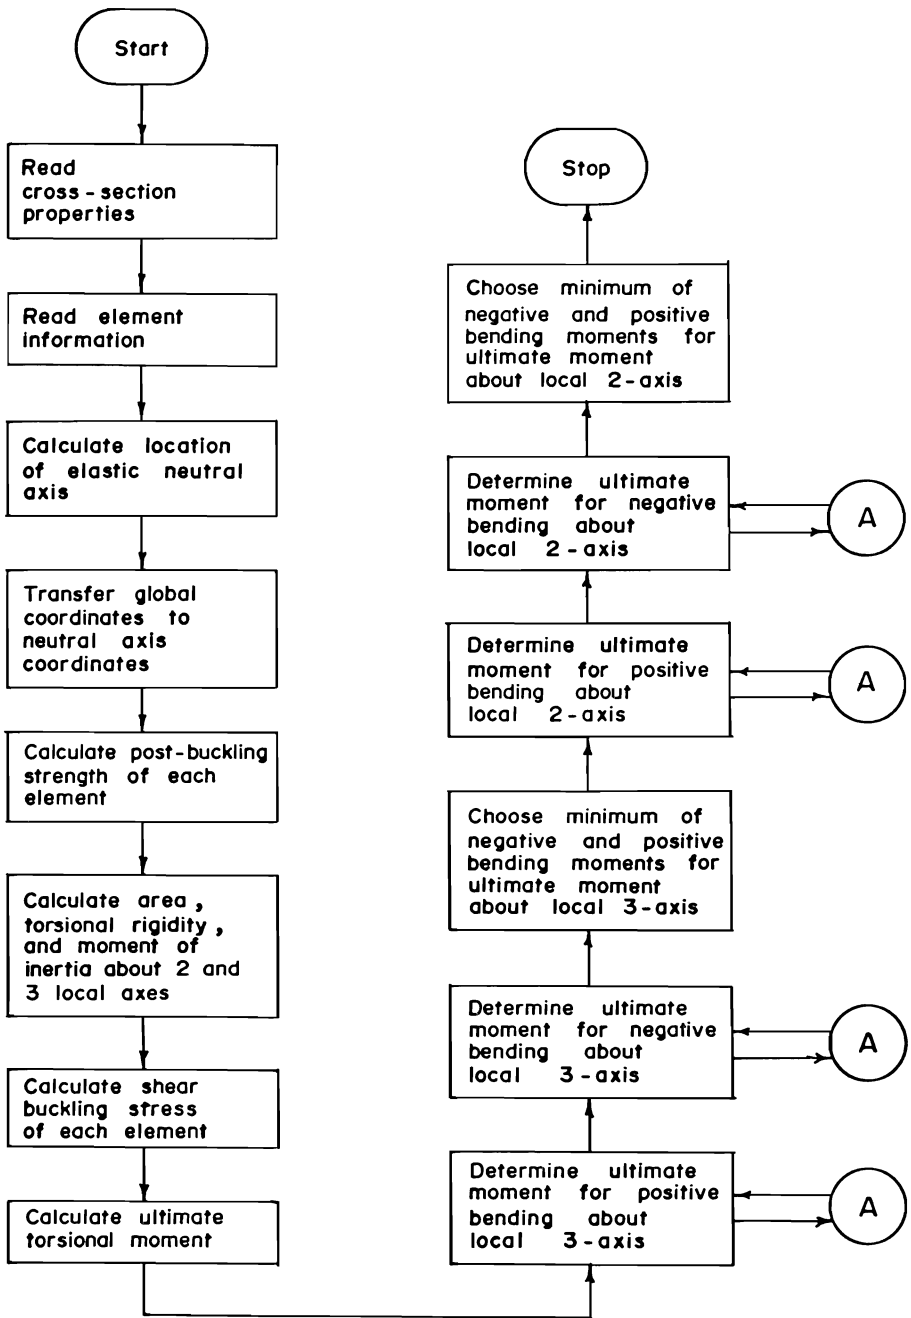 Start
Read
cross-section
properties
Read element
information
Calculate location
of elastic neutral
axis
Transfer global
coordinates to
neutral axis
coordinates
Calculate post-buckling
strength of each
element
Calculate area,
torsional rigidity,
and moment of
inertia about 2 and
3 local axes
Calculate shear
buckling stress
of each element
Calculate ultimate
torsional moment
Stop
Choose minimum of
negative and positive
bending moments for
ultimate moment
about local 2-axis
Determine ultimate
moment for negative
bending about
local 2-axis
A
Determine ultimate
moment for positive
bending about
local 2-axis
A
Choose minimum of
negative and positive
bending moments for
ultimate moment
about local 3-axis
Determine ultimate
moment for negative
bending about
local 3-axis
A
Determine ultimate
moment for positive
bending about
local 3-axis
A